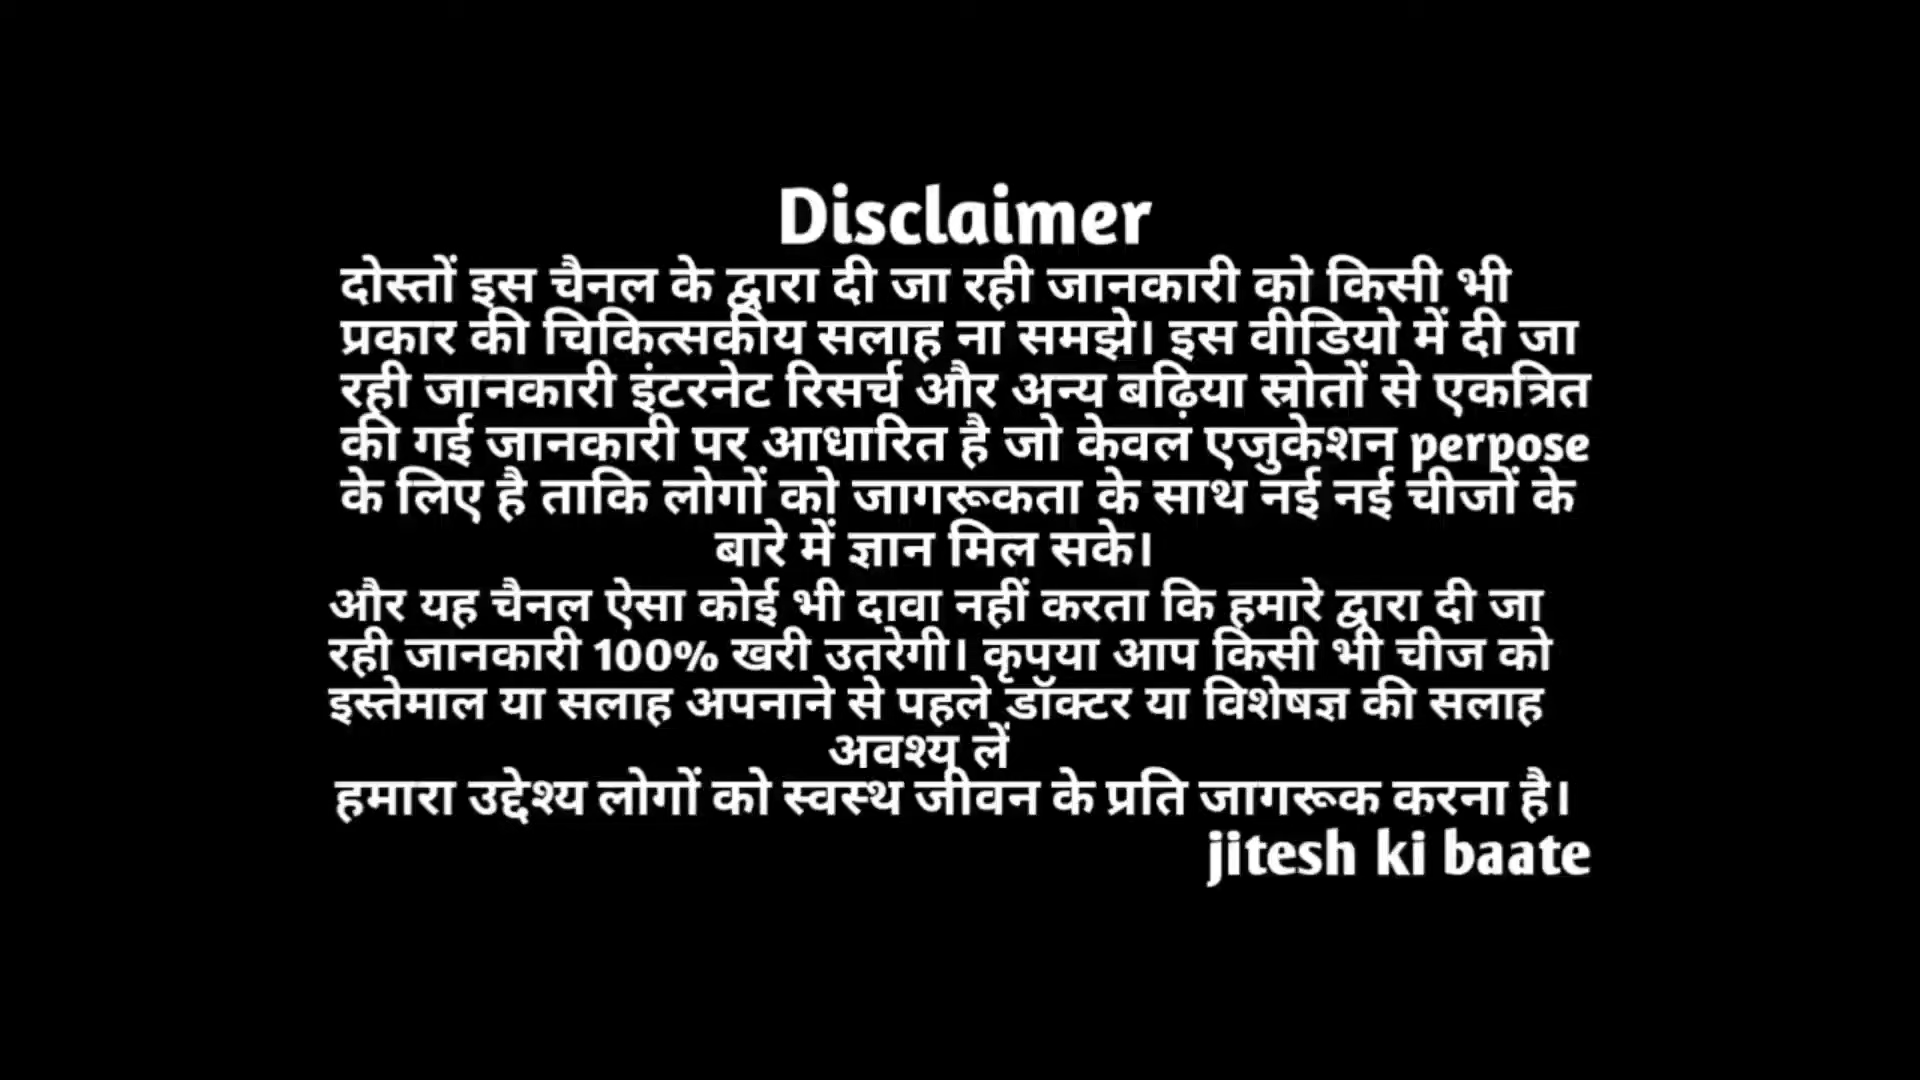 Disclaimer
दोस्तों इस चैनल के द्वारा दी जा रही जानकारी को किसी भी
प्रकार की चिकित्सकीय सलाह ना समझे। इस वीडियो में दी जा
रही जानकारी इंटरनेट रिसर्च और अन्य बढ़िया स्रोतों से एकत्रित
की गई जानकारी पर आधारित है जो केवल एजुकेशन perpose
के लिए है ताकि लोगों को जागरूकता के साथ नई नई चीजों के
बारे में ज्ञान मिल सके।
और यह चैनल ऐसा कोई भी दावा नहीं करता कि हमारे द्वारा दी जा
रही जानकारी 100% खरी उतरेगी। कृपया आप किसी भी चीज को
इस्तेमाल या सलाह अपनाने से पहले डॉक्टर या विशेषज्ञ की सलाह
अवश्य लें
हमारा उद्देश्य लोगों को स्वस्थ जीवन के प्रति जागरूक करना है।
jitesh ki baate